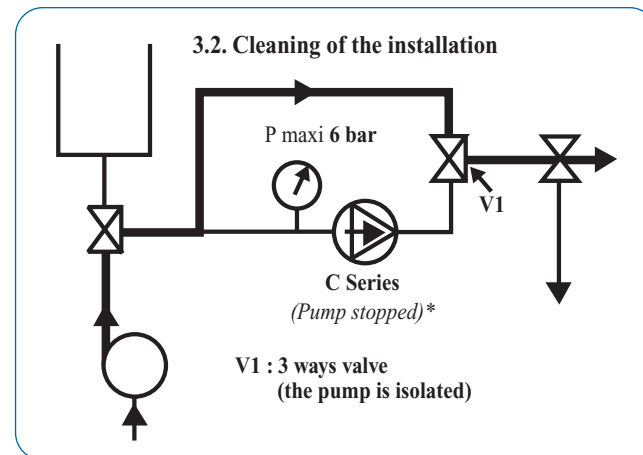 3.2. Cleaning of the installation
P maxi 6 bar
V1
C Series
(Pump stopped)*
V1 : 3 ways valve
(the pump is isolated)